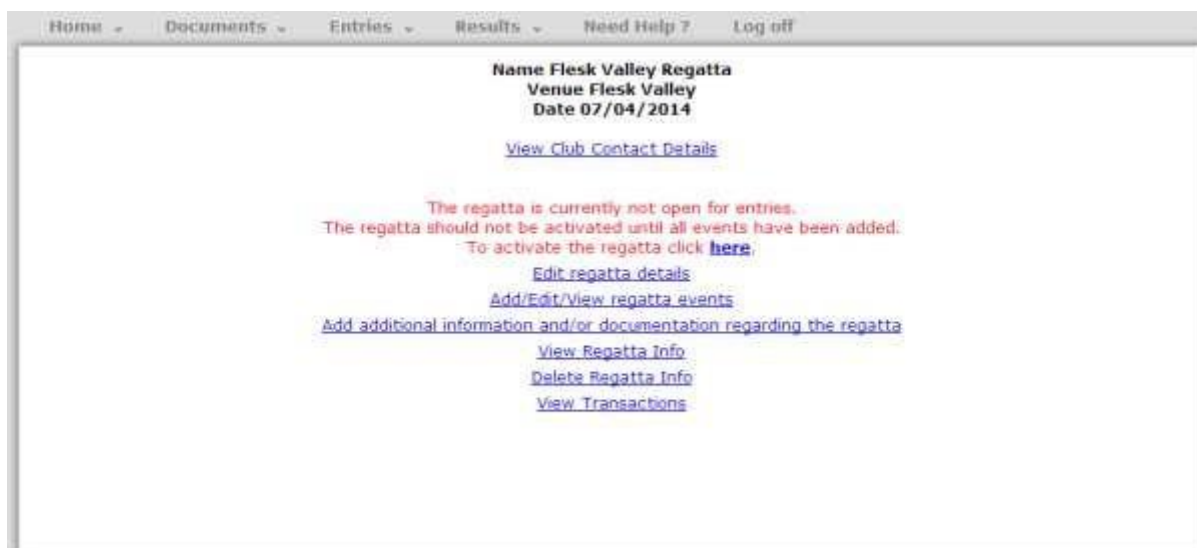 Home Documents Entries Results Need Help ? Log off
Name Flesk Valley Regatta
Venue Flesk Valley
Date 07/04/2014
View Club Contact Details
The regatta is currently not open for entries.
The regatta should not be activated until all events have been added.
To activate the regatta click here.
Edit regatta details
Add/Edit/View regatta events
Add additional information and/or documentation regarding the regatta
View Regatta Info
Delete Regatta Info
View Transactions